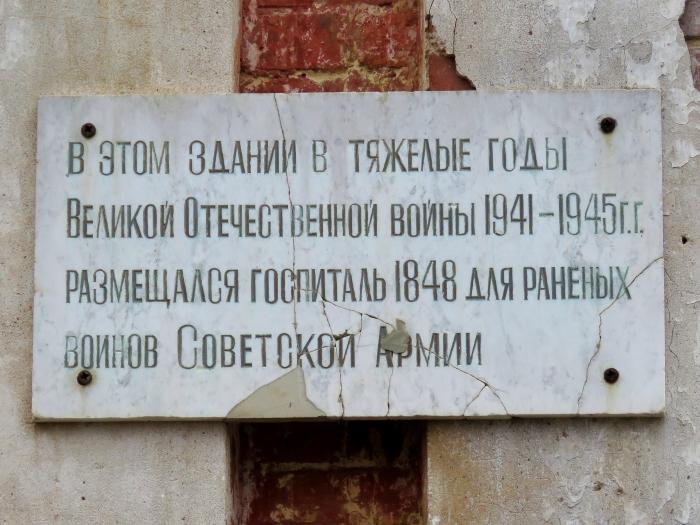 В ЭТОМ ЗДАНИИ В ТЯЖЕЛЫЕ ГОДЫ
ВЕЛИКОЙ ОТЕЧЕСТВЕННОЙ ВОЙНЫ 1941-1945г.г.
РАЗМЕЩАЛСЯ ГОСПИТАЛЬ 1848 ДЛЯ РАНЕНЫХ
ВОИНОВ СОВЕТСКОЙ АРМИИ